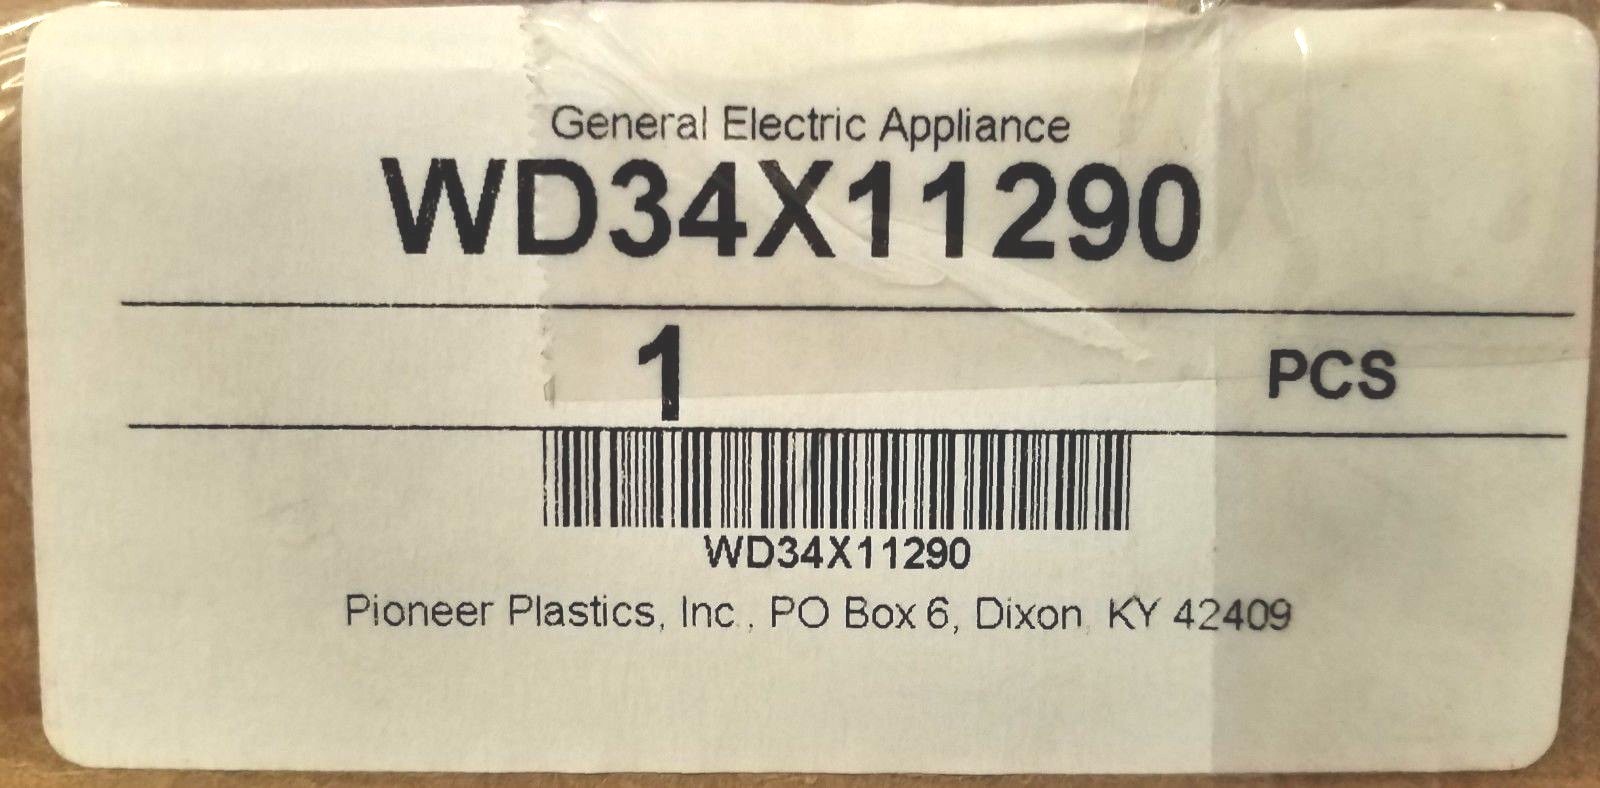 General Electric Appliance
WD34X11290
1 PCS
WD34X11290
Pioneer Plastics, Inc., PO Box 6, Dixon, KY 42409